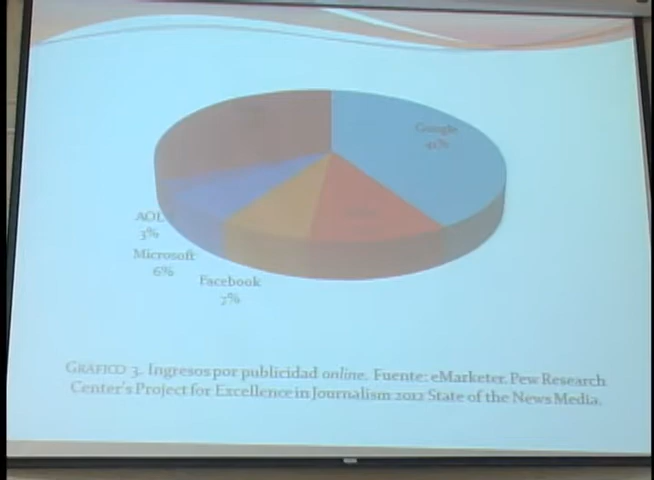 Google
41%
AOL
3%
Microsoft
6%
Facebook
7%
GRÁFICO 3. Ingresos por publicidad online. Fuente: eMarketer. Pew Research
Center's Project for Excellence in Journalism 2012 State of the News Media.